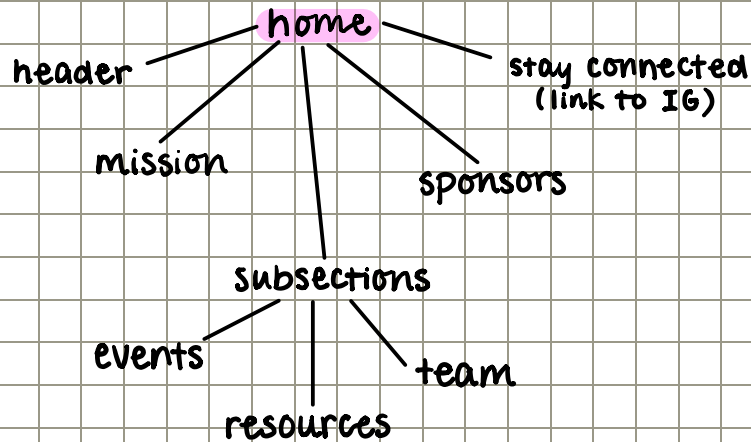 home
header
stay connected
(link to IG)
mission
sponsors
subsections
events
team
resources